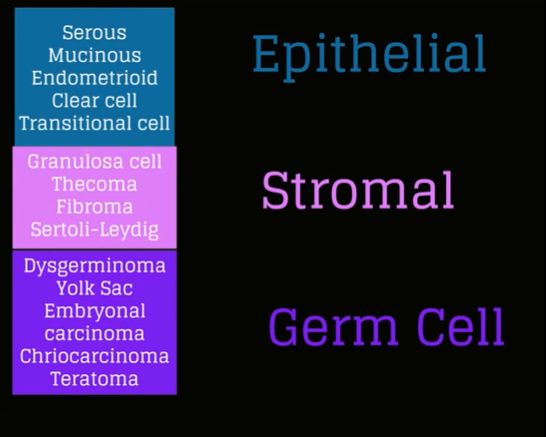 Serous
Mucinous
Endometrioid
Clear cell
Transitional cell
Epithelial
Granulosa cell
Thecoma
Fibroma
Sertoli-Leydig
Stromal
Dysgerminoma
Yolk Sac
Embryonal
carcinoma
Chriocarcinoma
Teratoma
Germ Cell